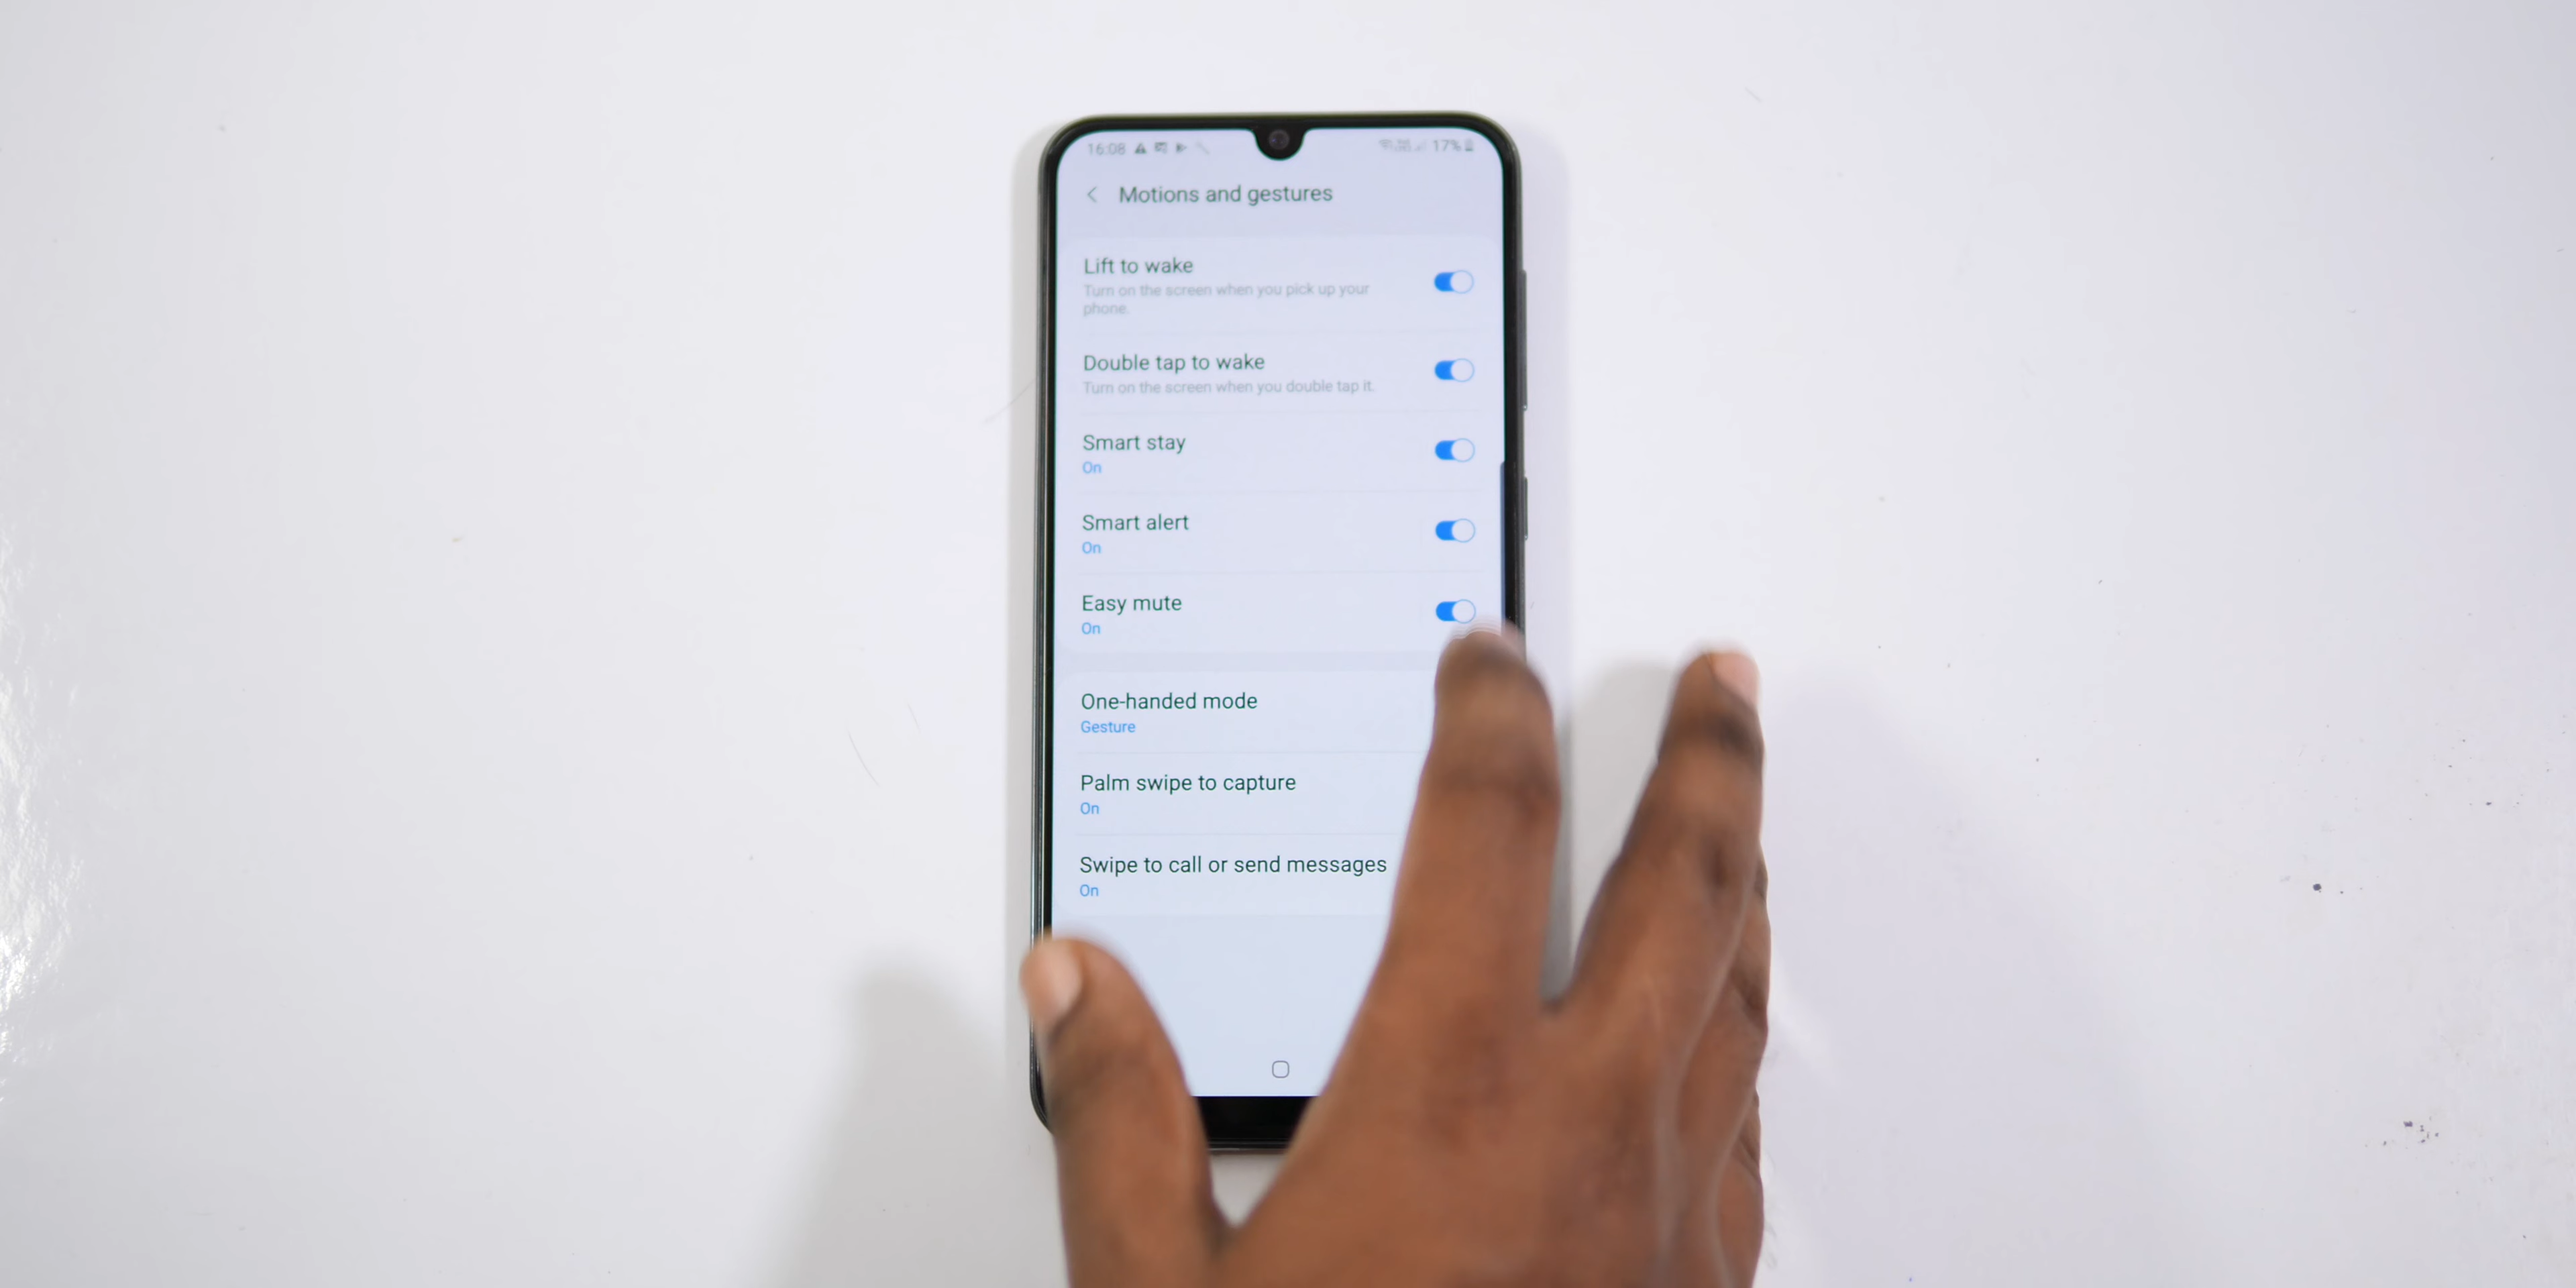 16:08 17%
Motions and gestures
Lift to wake
Turn on the screen when you pick up your
phone.
Double tap to wake
Turn on the screen when you double tap it.
Smart stay
On
Smart alert
On
Easy mute
On
One-handed mode
Gesture
Palm swipe to capture
On
Swipe to call or send messages
On